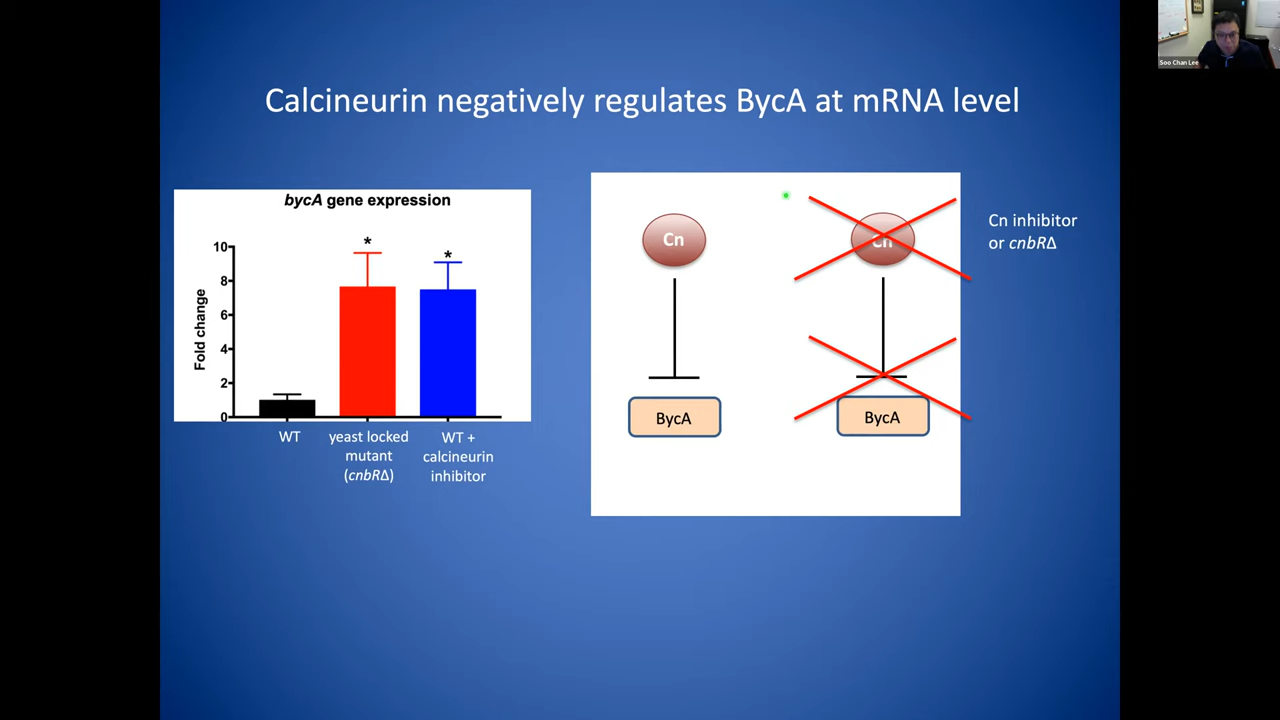 Soo Chan Lee
Calcineurin negatively regulates BycA at mRNA level
bycA gene expression
Fold change
10
8
6
4
2
0
*
*
WT
yeast locked
mutant
(cnbRΔ)
WT +
calcineurin
inhibitor
Cn
BycA
Cn
BycA
Cn inhibitor
or cnbRΔ